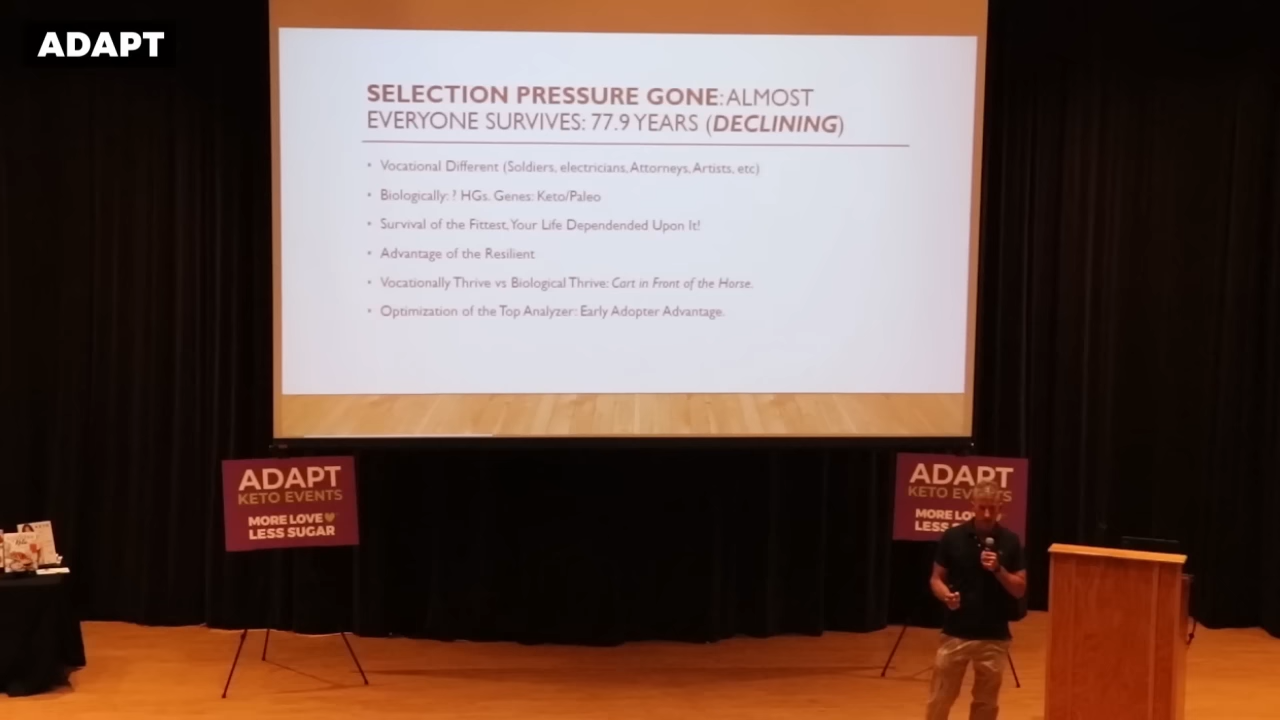 ADAPT
SELECTION PRESSURE GONE: ALMOST
EVERYONE SURVIVES: 77.9 YEARS (DECLINING)
• Vocational Different (Soldiers, electricians, Attorneys, Artists, etc)
• Biologically: ? HGs. Genes: Keto/Paleo
• Survival of the Fittest, Your Life Dependended Upon It!
• Advantage of the Resilient
• Vocationally Thrive vs Biological Thrive: Cart in Front of the Horse.
• Optimization of the Top Analyzer: Early Adopter Advantage.
ADAPT
KETO EVENTS
MORE LOVE
LESS SUGAR
ADAPT
KETO EVENTS
MORE LO
LESS S